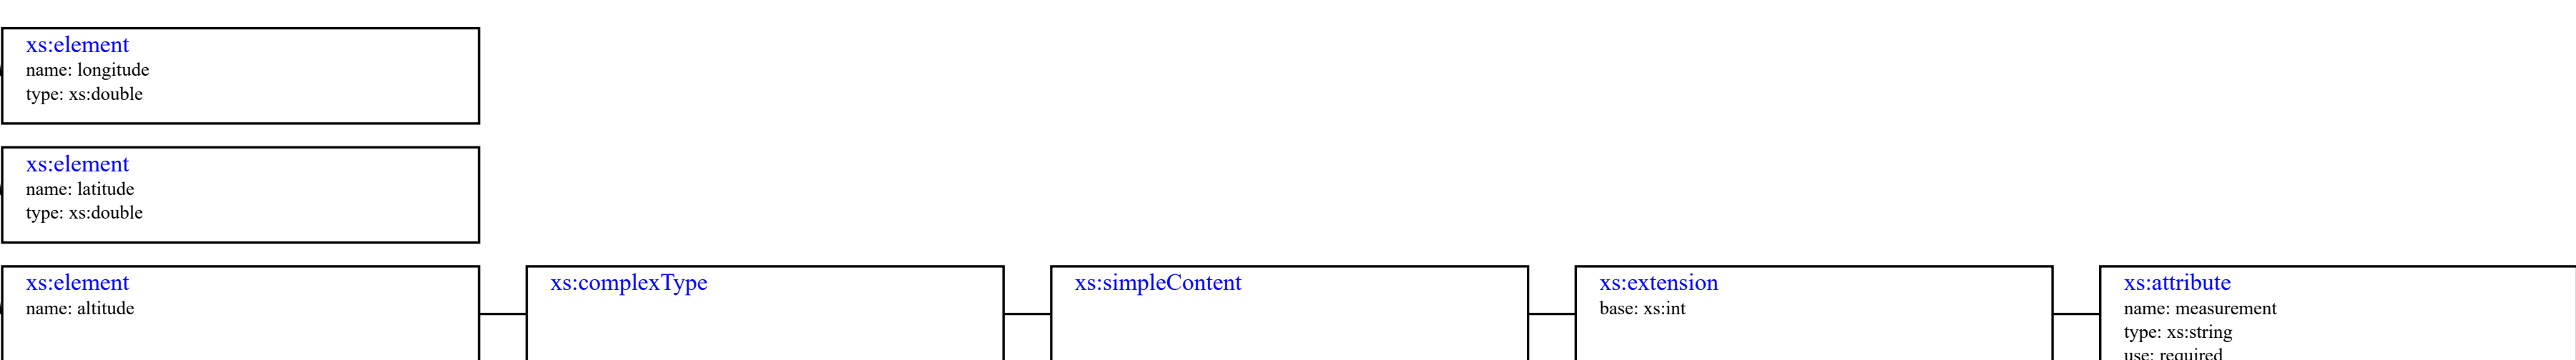 xs:element
name: longitude
type: xs:double
xs:element
name: latitude
type: xs:double
xs:element
name: altitude
xs:complexType
xs:simpleContent
xs:extension
base: xs:int
xs:attribute
name: measurement
type: xs:string
use: required